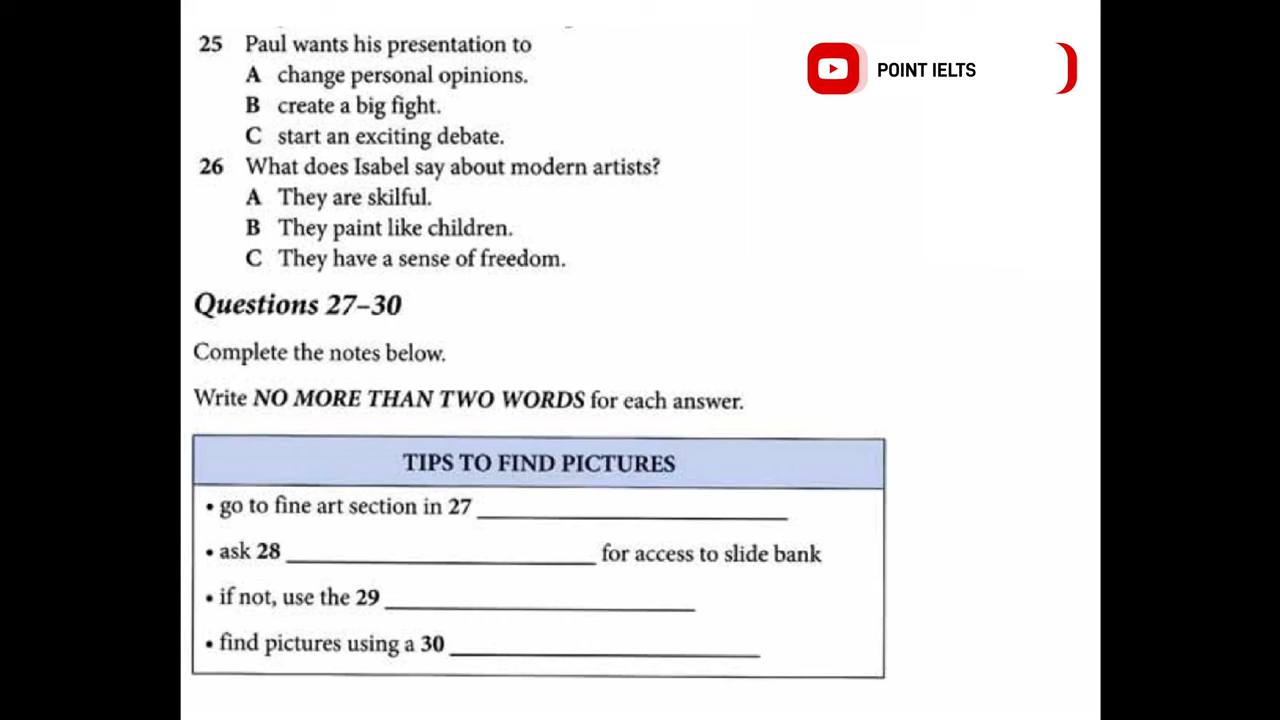 25 Paul wants his presentation to
A change personal opinions.
B create a big fight.
C start an exciting debate.
26 What does Isabel say about modern artists?
A They are skilful.
B They paint like children.
C They have a sense of freedom.
POINT IELTS
Questions 27–30
Complete the notes below.
Write NO MORE THAN TWO WORDS for each answer.
TIPS TO FIND PICTURES
• go to fine art section in 27 ____________________
• ask 28 ____________________ for access to slide bank
• if not, use the 29 ____________________
• find pictures using a 30 ____________________